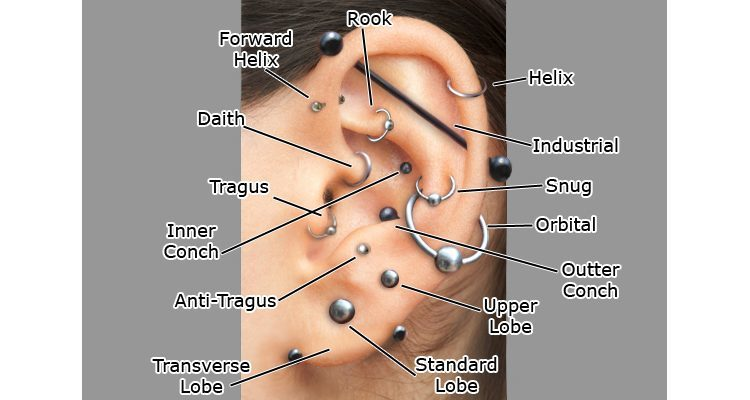 Rook
Forward
Helix
Helix
Daith
Industrial
Tragus
Snug
Inner
Conch
Orbital
Outter
Conch
Anti-Tragus
Upper
Lobe
Transverse
Lobe
Standard
Lobe